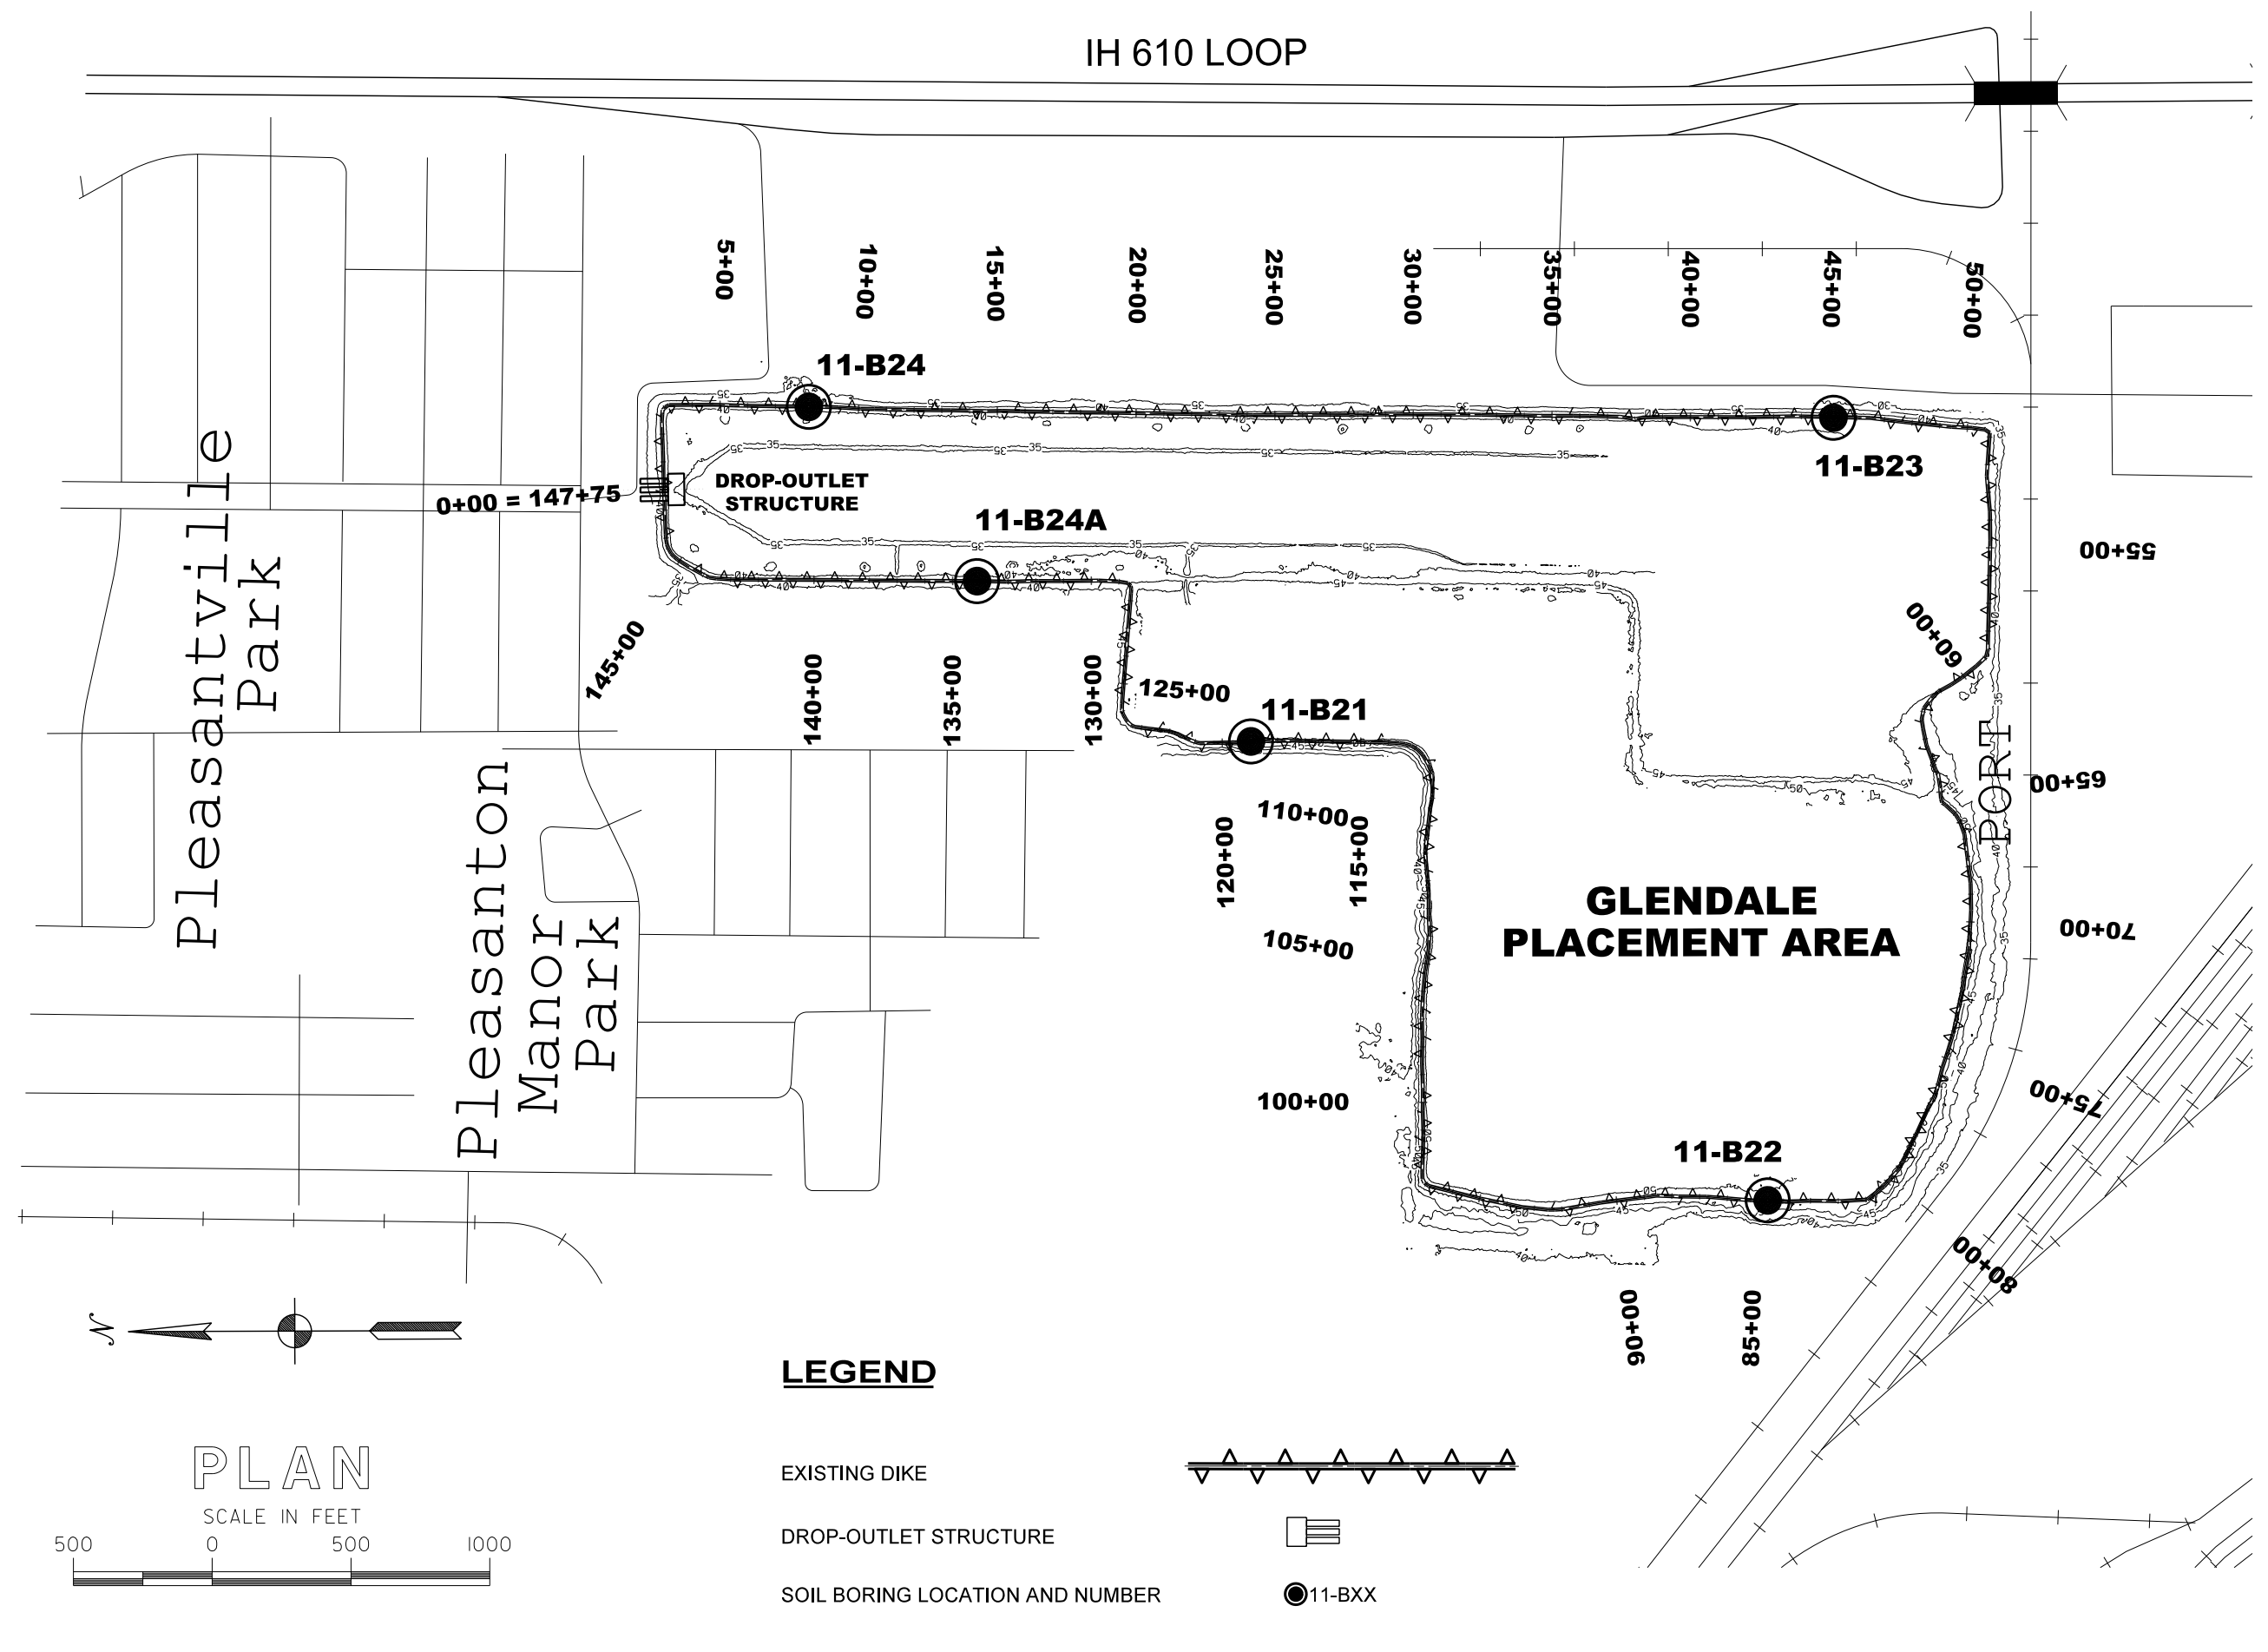 IH 610 LOOP
5+00
10+00
15+00
20+00
25+00
30+00
35+00
40+00
45+00
50+00
11-B24
11-B23
DROP-OUTLET
STRUCTURE
0+00 = 147+75
11-B24A
55+00
60+00
145+00
140+00
135+00
130+00
125+00
11-B21
Pleasantville
Park
Pleasanton
Manor
Park
PORT
65+00
110+00
120+00
115+00
105+00
100+00
GLENDALE
PLACEMENT AREA
70+00
75+00
11-B22
80+00
90+00
85+00
N
LEGEND
EXISTING DIKE
DROP-OUTLET STRUCTURE
SOIL BORING LOCATION AND NUMBER
11-BXX
PLAN
SCALE IN FEET
500 0 500 1000